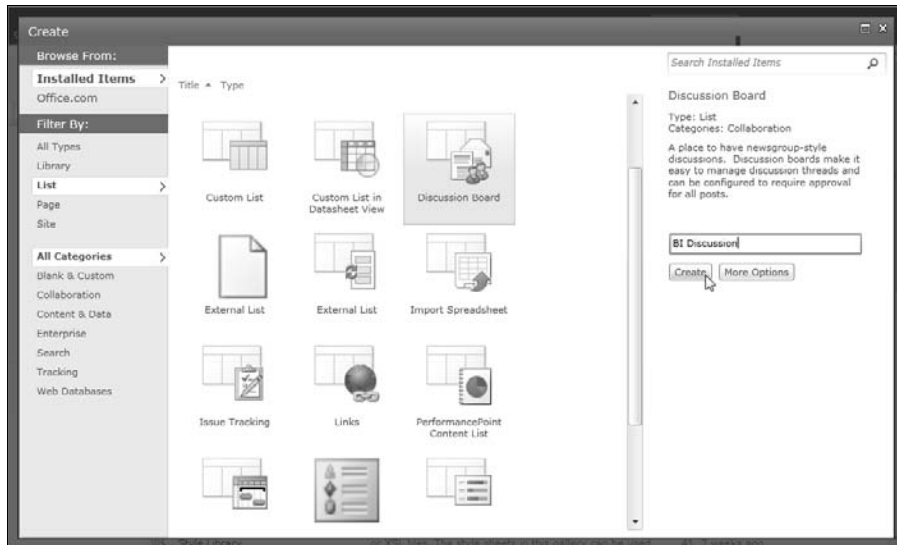 Create
Browse From:
Installed Items
Office.com
Filter By:
All Types
Library
List
Page
Site
All Categories
Blank & Custom
Collaboration
Content & Data
Enterprise
Search
Tracking
Web Databases
Title Type
Custom List
Custom List in
Datasheet View
Discussion Board
External List
External List
Import Spreadsheet
Issue Tracking
Links
PerformancePoint
Content List
Search Installed Items
Discussion Board
Type: List
Categories: Collaboration
A place to have newsgroup-style
discussions. Discussion boards make it
easy to manage discussion threads and
can be configured to require approval
for all posts.
BI Discussion
Create
More Options
Style Library